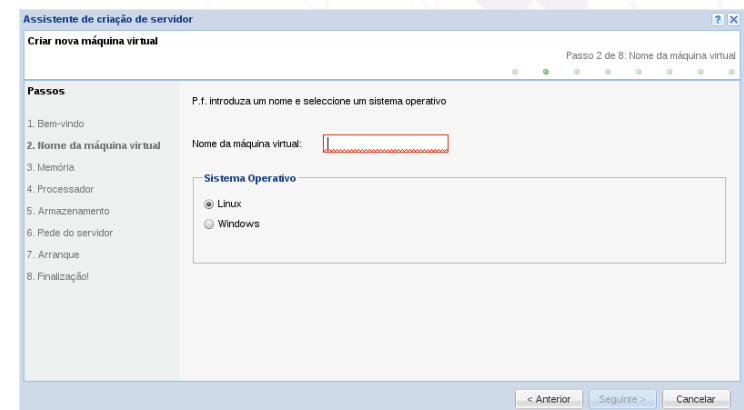 Assistente de criação de servidor
Criar nova máquina virtual
Passo 2 de 8: Nome da máquina virtual
Passos
1. Bem-vindo
2. Nome da máquina virtual
3. Memória
4. Processador
5. Armazenamento
6. Rede do servidor
7. Arranque
8. Finalização!
P.f. introduza um nome e seleccione um sistema operativo
Nome da máquina virtual:
Sistema Operativo
Linux
Windows
< Anterior
Seguinte >
Cancelar